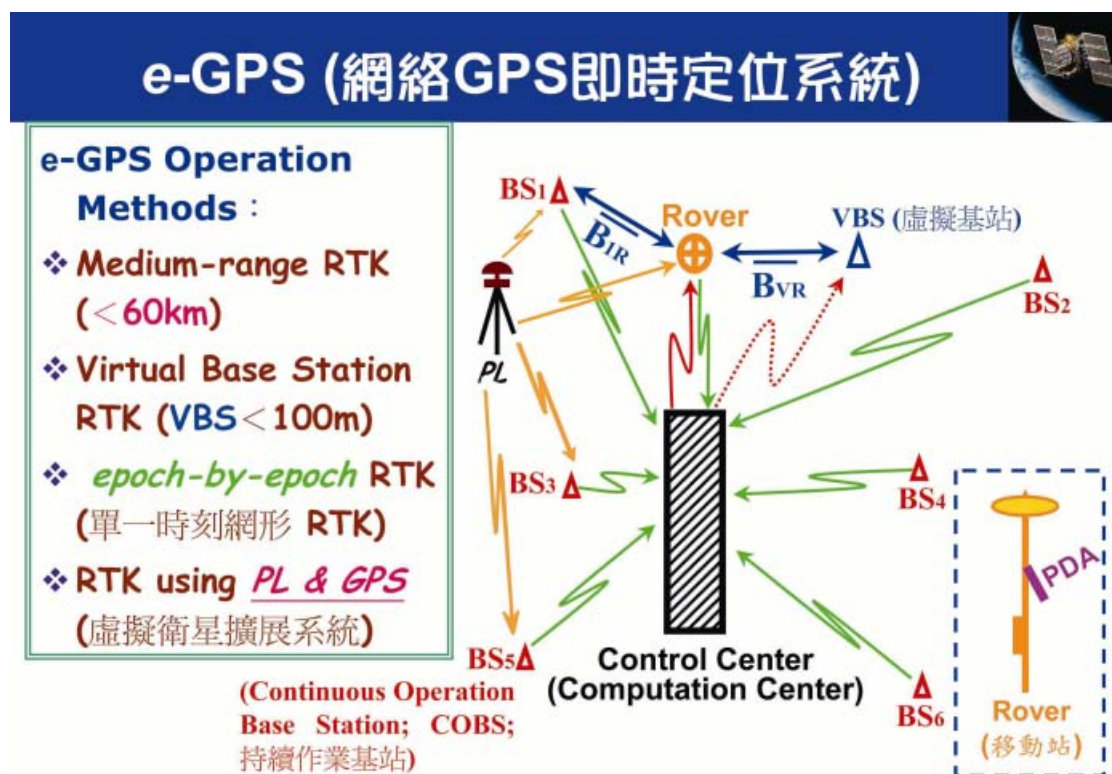 e-GPS (網絡GPS即時定位系統)
e-GPS Operation
Methods：
❖ Medium-range RTK
(＜60km)
❖ Virtual Base Station
RTK (VBS＜100m)
❖ epoch-by-epoch RTK
(單一時刻網形 RTK)
❖ RTK using PL & GPS
(虛擬衛星擴展系統)
BS1
B1R
Rover
BVR
VBS (虛擬基站)
BS2
PL
BS3
BS4
BS5
(Continuous Operation
Base Station; COBS;
持續作業基站)
Control Center
(Computation Center)
BS6
PDA
Rover
(移動站)